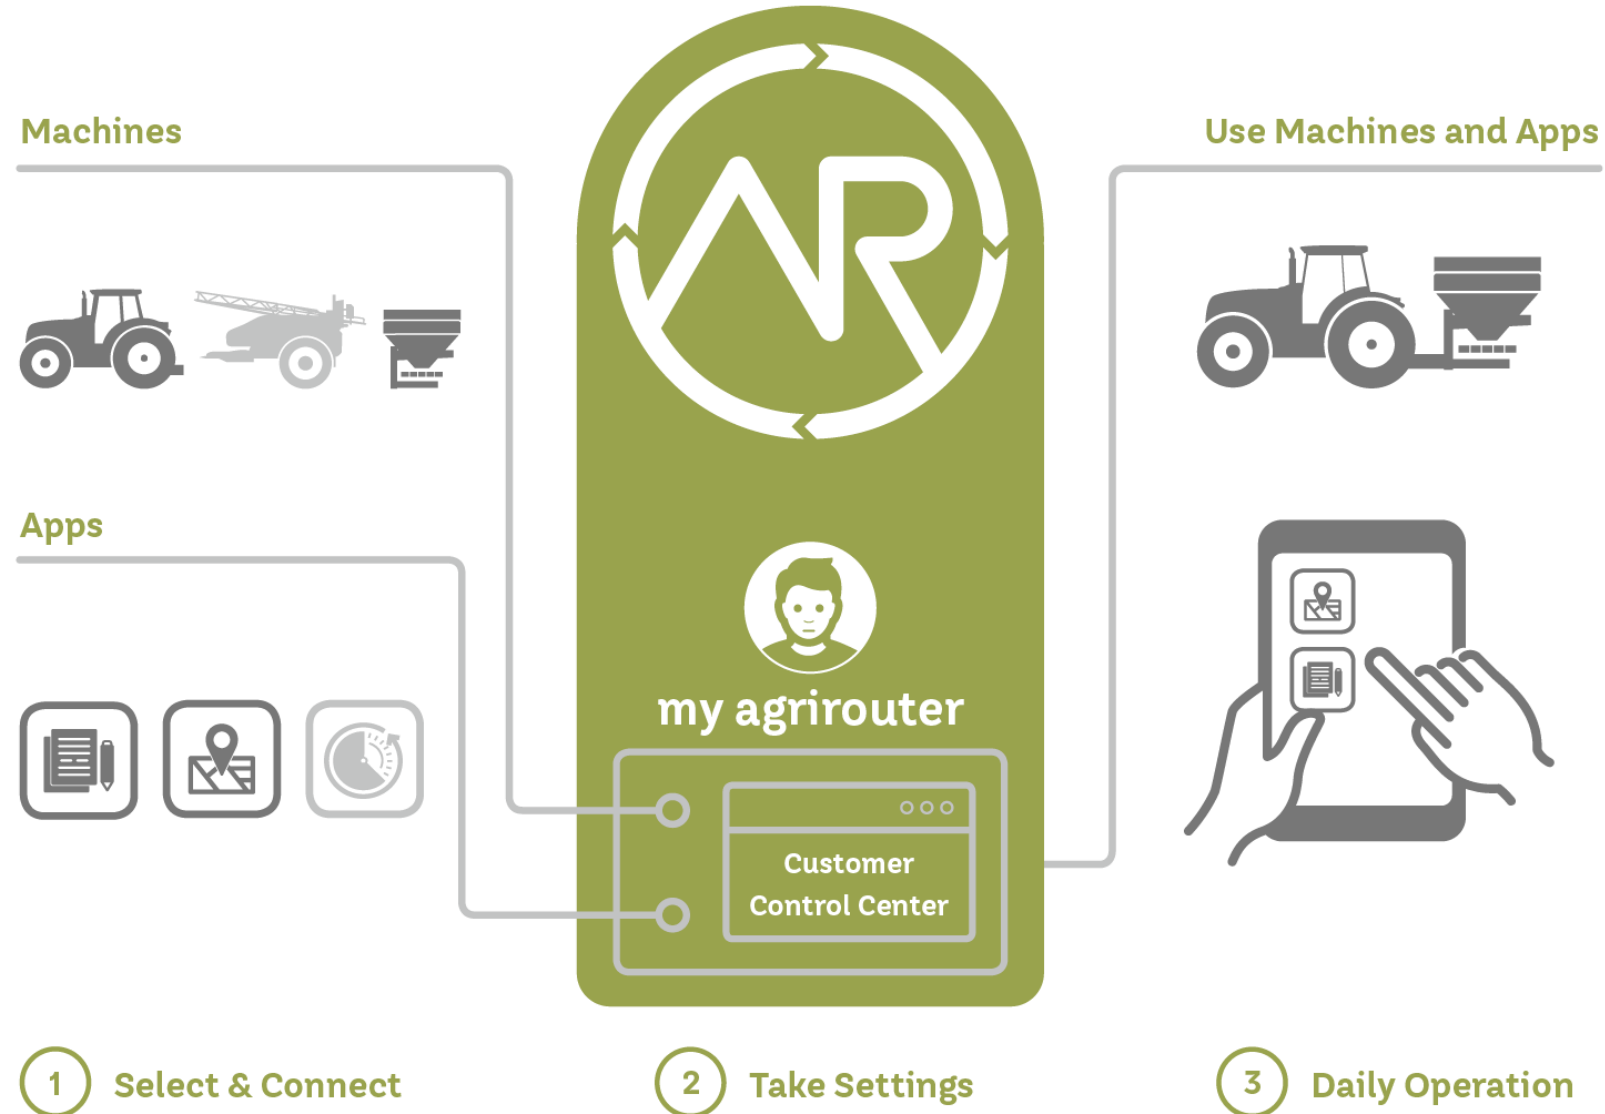 Machines
Use Machines and Apps
AR
Apps
my agrirouter
Customer
Control Center
1 Select & Connect
2 Take Settings
3 Daily Operation